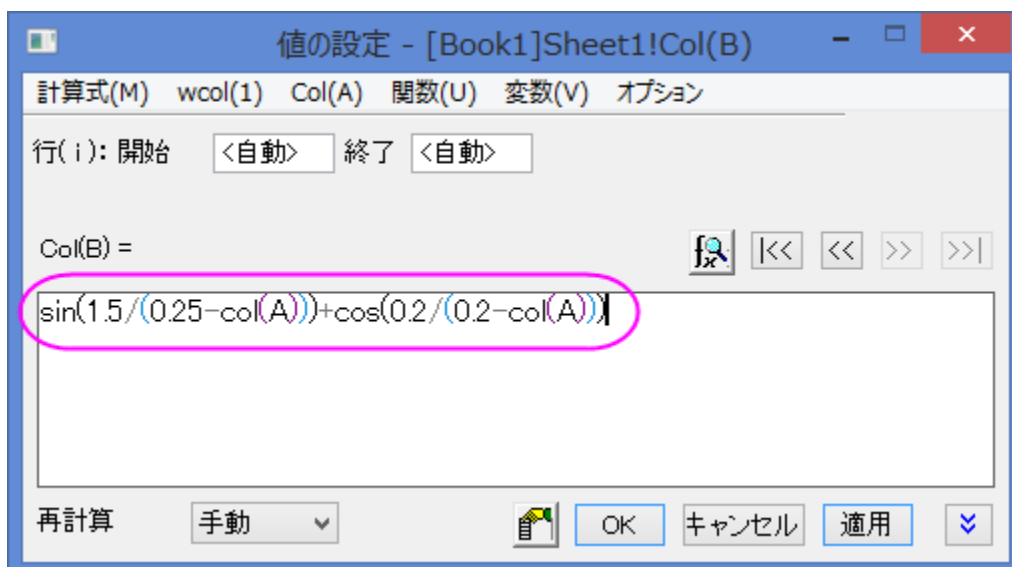 値の設定 - [Book1]Sheet1!Col(B)
計算式(M) wcol(1) Col(A) 関数(U) 変数(V) オプション
行(i): 開始 <自動> 終了 <自動>
Col(B) = fx |<< << >> >>|
sin(1.5/(0.25-col(A)))+cos(0.2/(0.2-col(A)))
再計算 手動 OK キャンセル 適用